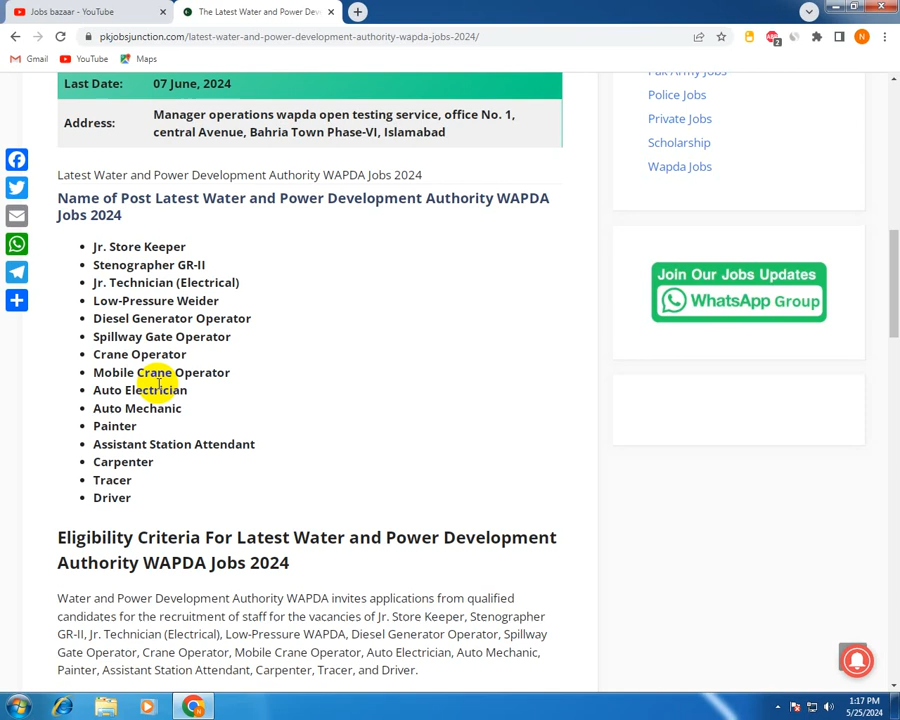 Jobs bazaar - YouTube
The Latest Water and Power Dev
pkjobsjunction.com/latest-water-and-power-development-authority-wapda-jobs-2024/
2
N
Gmail YouTube Maps
Last Date: 07 June, 2024
Address: Manager operations wapda open testing service, office No. 1,
central Avenue, Bahria Town Phase-VI, Islamabad
Latest Water and Power Development Authority WAPDA Jobs 2024
Name of Post Latest Water and Power Development Authority WAPDA
Jobs 2024
Jr. Store Keeper
Stenographer GR-II
Jr. Technician (Electrical)
Low-Pressure Weider
Diesel Generator Operator
Spillway Gate Operator
Crane Operator
Mobile Crane Operator
Auto Electrician
Auto Mechanic
Painter
Assistant Station Attendant
Carpenter
Tracer
Driver
Eligibility Criteria For Latest Water and Power Development
Authority WAPDA Jobs 2024
Water and Power Development Authority WAPDA invites applications from qualified
candidates for the recruitment of staff for the vacancies of Jr. Store Keeper, Stenographer
GR-II, Jr. Technician (Electrical), Low-Pressure WAPDA, Diesel Generator Operator, Spillway
Gate Operator, Crane Operator, Mobile Crane Operator, Auto Electrician, Auto Mechanic,
Painter, Assistant Station Attendant, Carpenter, Tracer, and Driver.
Pak Army Jobs
Police Jobs
Private Jobs
Scholarship
Wapda Jobs
Join Our Jobs Updates
WhatsApp Group
1:17 PM
5/25/2024